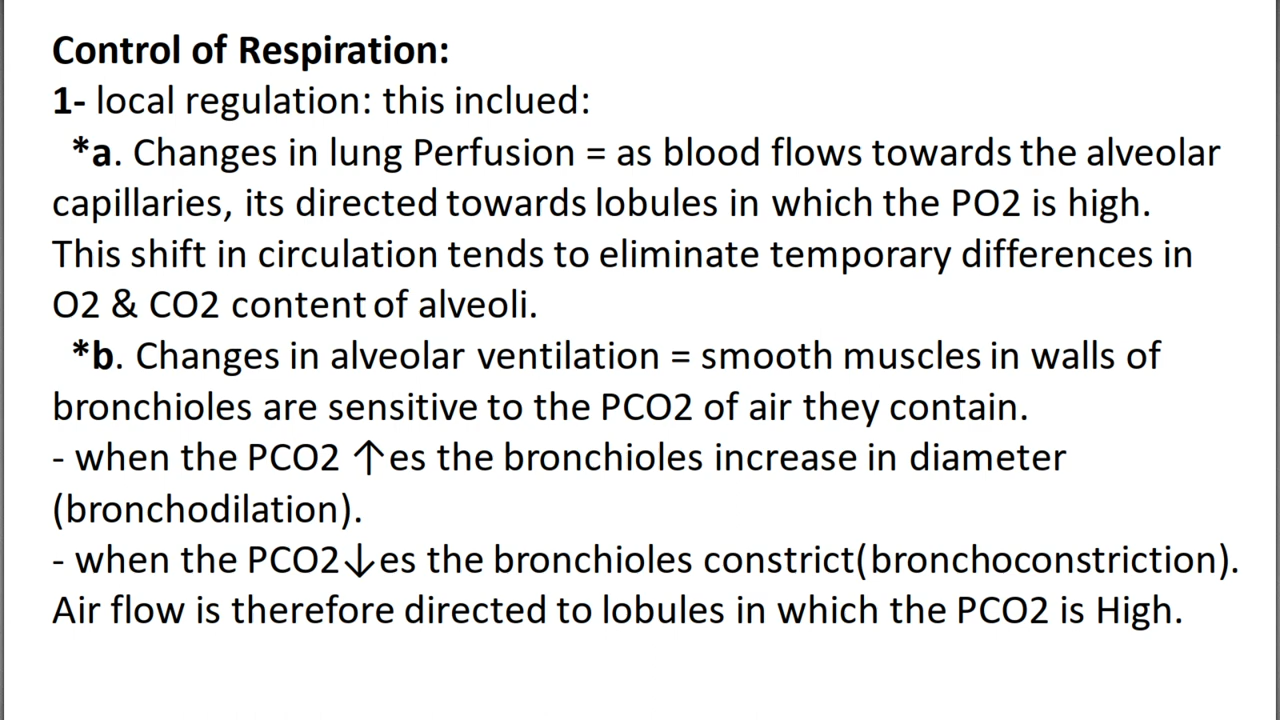 Control of Respiration:
1- local regulation: this inclued:
*a. Changes in lung Perfusion = as blood flows towards the alveolar
capillaries, its directed towards lobules in which the PO2 is high.
This shift in circulation tends to eliminate temporary differences in
O2 & CO2 content of alveoli.
*b. Changes in alveolar ventilation = smooth muscles in walls of
bronchioles are sensitive to the PCO2 of air they contain.
- when the PCO2 ↑es the bronchioles increase in diameter
(bronchodilation).
- when the PCO2↓es the bronchioles constrict(bronchoconstriction).
Air flow is therefore directed to lobules in which the PCO2 is High.